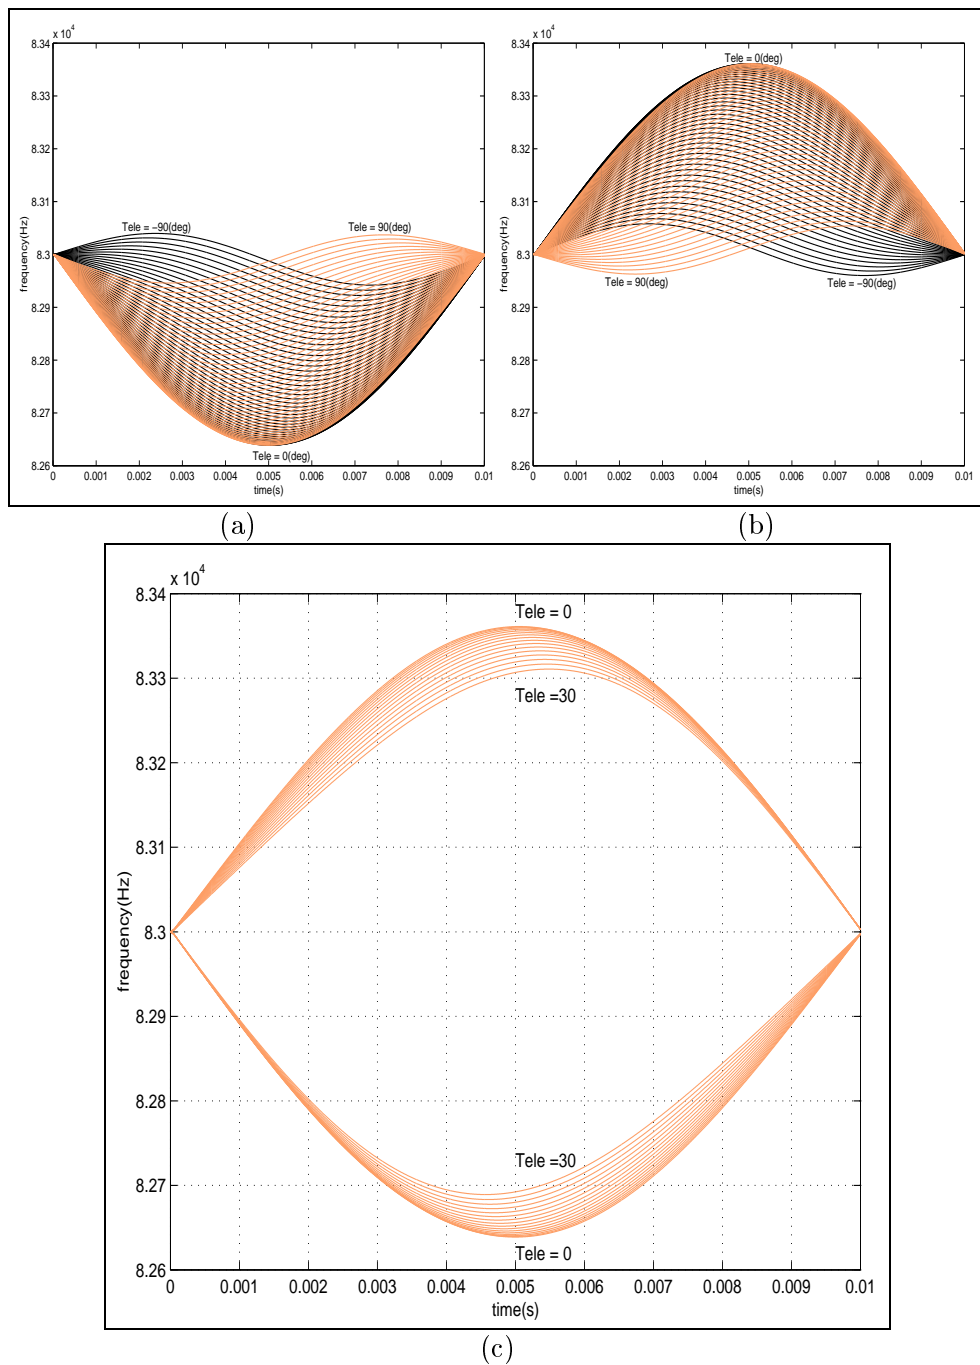 x 10^4
8.34
8.33
8.32
8.31
8.3
8.29
8.28
8.27
8.26
frequency(Hz)
Tele = −90(deg)
Tele = 90(deg)
Tele = 0(deg)
0 0.001 0.002 0.003 0.004 0.005 0.006 0.007 0.008 0.009 0.01
time(s)
(a)
x 10^4
8.34
8.33
8.32
8.31
8.3
8.29
8.28
8.27
8.26
frequency(Hz)
Tele = 0(deg)
Tele = 90(deg)
Tele = −90(deg)
0 0.001 0.002 0.003 0.004 0.005 0.006 0.007 0.008 0.009 0.01
time(s)
(b)
x 10^4
8.34
8.33
8.32
8.31
8.3
8.29
8.28
8.27
8.26
frequency(Hz)
Tele = 0
Tele =30
Tele =30
Tele = 0
0 0.001 0.002 0.003 0.004 0.005 0.006 0.007 0.008 0.009 0.01
time(s)
(c)